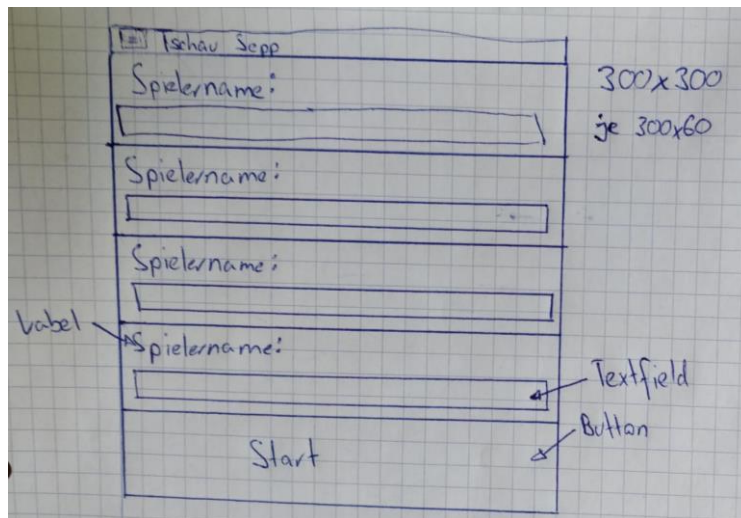 Tschau Sepp
Spielername:
300x300
je 300x60
Spielername:
Spielername:
Label
Spielername:
Textfield
Button
Start